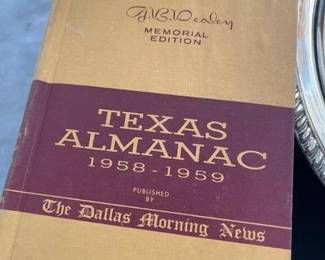 G.B. Dealey
MEMORIAL
EDITION
TEXAS
ALMANAC
1958-1959
PUBLISHED
BY
The Dallas Morning News